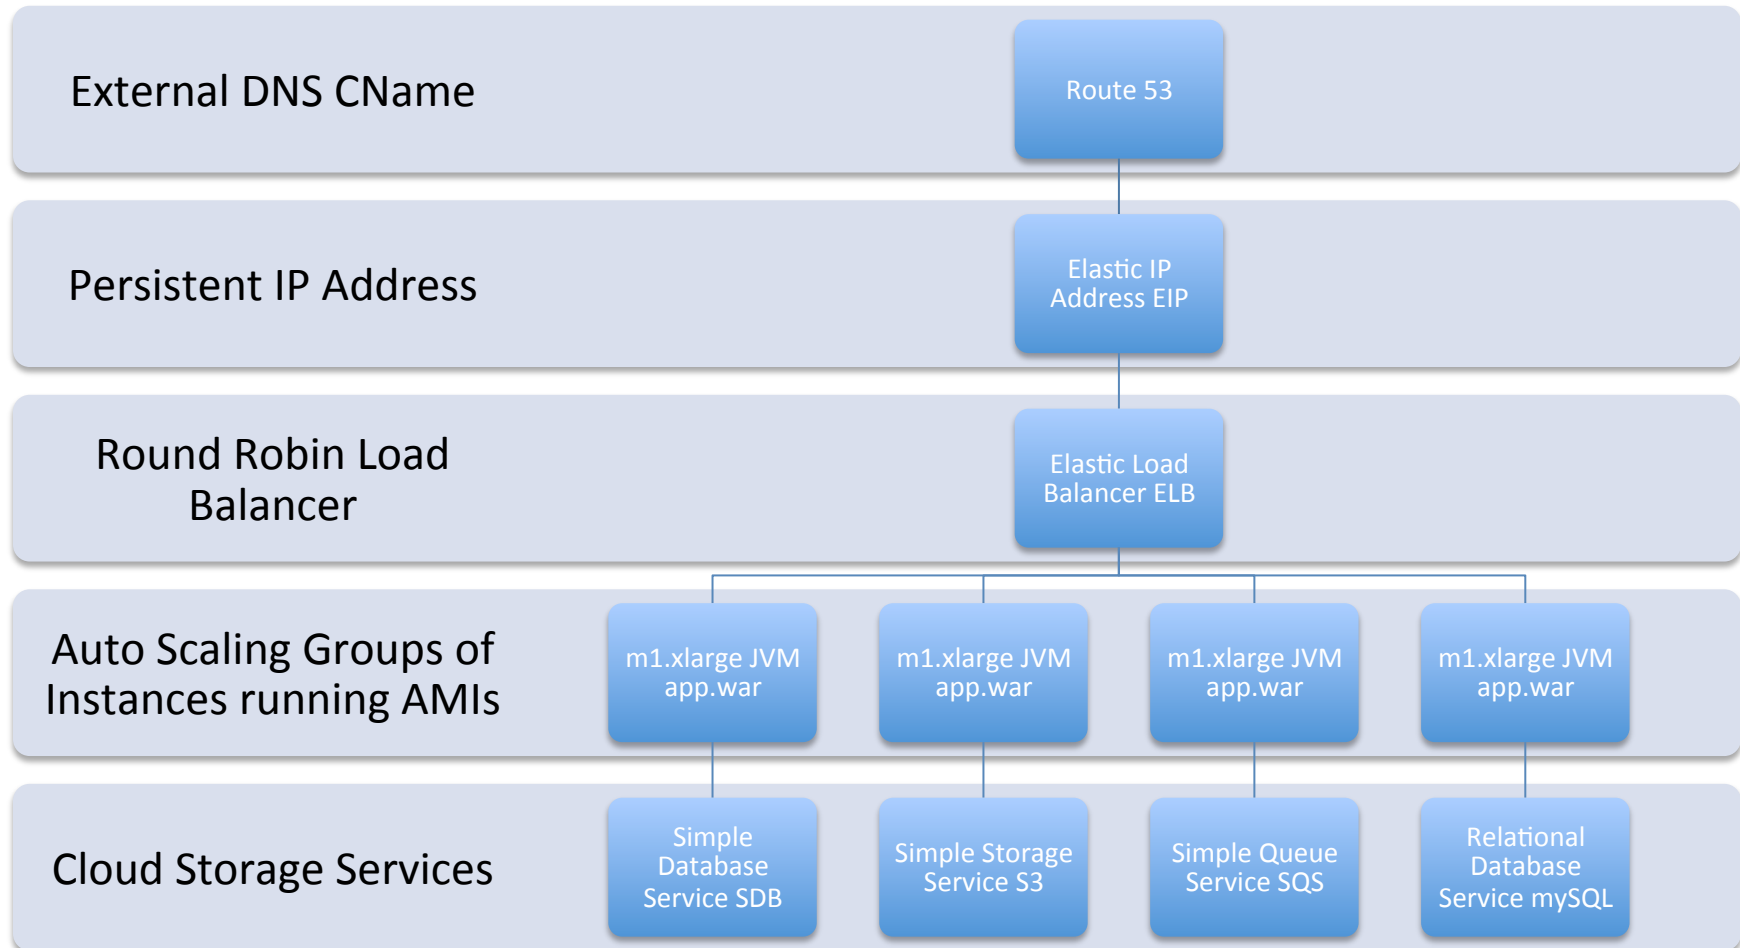 External DNS CName
Route 53
Persistent IP Address
Elastic IP
Address EIP
Round Robin Load
Balancer
Elastic Load
Balancer ELB
Auto Scaling Groups of
Instances running AMIs
m1.xlarge JVM
app.war
m1.xlarge JVM
app.war
m1.xlarge JVM
app.war
m1.xlarge JVM
app.war
Cloud Storage Services
Simple
Database
Service SDB
Simple Storage
Service S3
Simple Queue
Service SQS
Relational
Database
Service mySQL